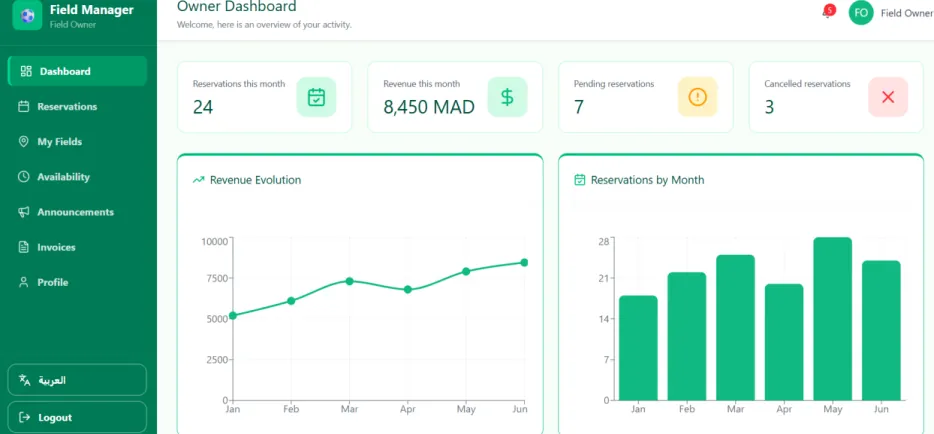 Field Manager
Field Owner
Dashboard
Reservations
My Fields
Availability
Announcements
Invoices
Profile
العربية
Logout
Owner Dashboard
Welcome, here is an overview of your activity.
5
FO
Field Owner
Reservations this month
24
Revenue this month
8,450 MAD
Pending reservations
7
Cancelled reservations
3
Revenue Evolution
10000
7500
5000
2500
0
Jan Feb Mar Apr May Jun
Reservations by Month
28
21
14
7
0
Jan Feb Mar Apr May Jun